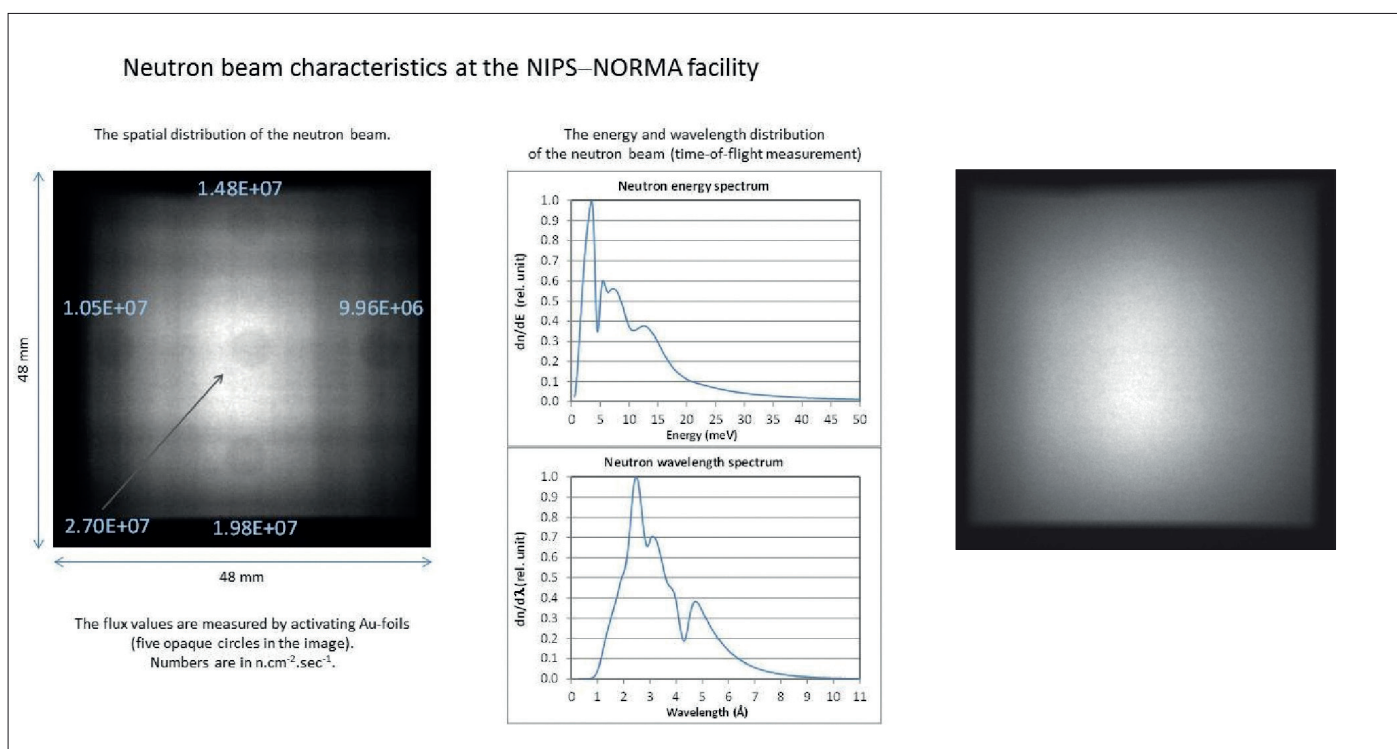 Neutron beam characteristics at the NIPS–NORMA facility
The spatial distribution of the neutron beam.
48 mm
1.48E+07
1.05E+07
9.96E+06
2.70E+07
1.98E+07
48 mm
The flux values are measured by activating Au-foils
(five opaque circles in the image).
Numbers are in n.cm⁻².sec⁻¹.
The energy and wavelength distribution
of the neutron beam (time-of-flight measurement)
Neutron energy spectrum
dn/dE (rel. unit)
1.0
0.9
0.8
0.7
0.6
0.5
0.4
0.3
0.2
0.1
0.0
0 5 10 15 20 25 30 35 40 45 50
Energy (meV)
Neutron wavelength spectrum
dn/dλ(rel. unit)
1.0
0.9
0.8
0.7
0.6
0.5
0.4
0.3
0.2
0.1
0.0
0 1 2 3 4 5 6 7 8 9 10 11
Wavelength (Å)